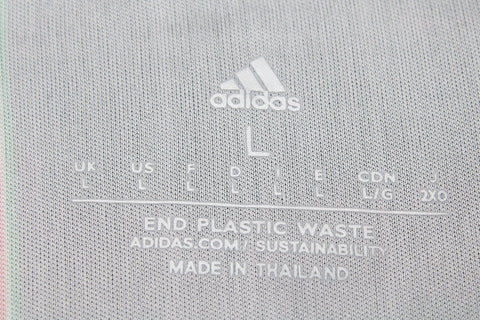 adidas
L
UK US F D I E CDN J
L L L L L L L/G 2XO
END PLASTIC WASTE
ADIDAS.COM/SUSTAINABILITY
MADE IN THAILAND